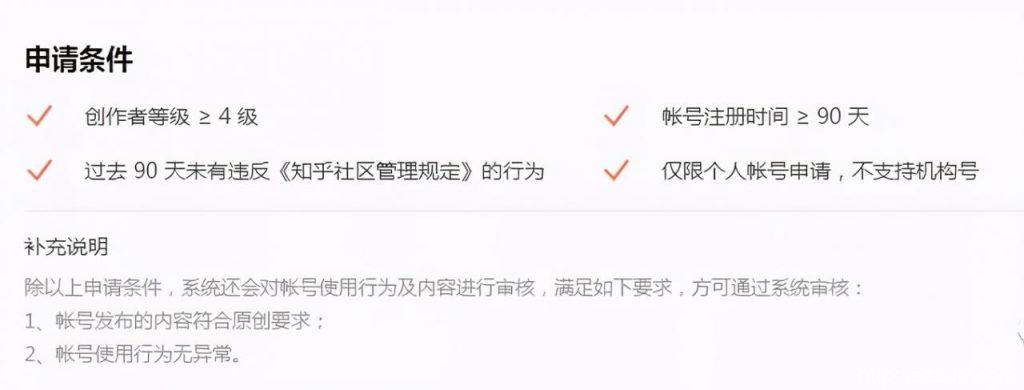 申请条件
创作者等级 ≥ 4 级
帐号注册时间 ≥ 90 天
过去 90 天未有违反《知乎社区管理规定》的行为
仅限个人帐号申请，不支持机构号
补充说明
除以上申请条件，系统还会对帐号使用行为及内容进行审核，满足如下要求，方可通过系统审核：
1、帐号发布的内容符合原创要求；
2、帐号使用行为无异常。